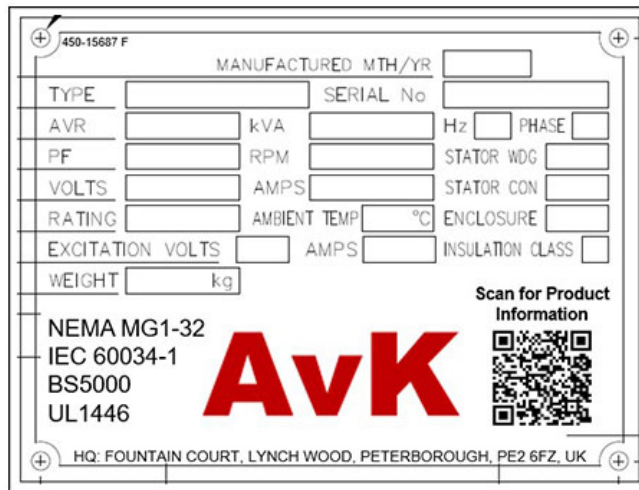 450-15687 F
MANUFACTURED MTH/YR
TYPE SERIAL No
AVR kVA Hz PHASE
PF RPM STATOR WDG
VOLTS AMPS STATOR CON
RATING AMBIENT TEMP °C ENCLOSURE
EXCITATION VOLTS AMPS INSULATION CLASS
WEIGHT kg
Scan for Product
Information
NEMA MG1-32
IEC 60034-1
BS5000
UL1446
AvK
HQ: FOUNTAIN COURT, LYNCH WOOD, PETERBOROUGH, PE2 6FZ, UK